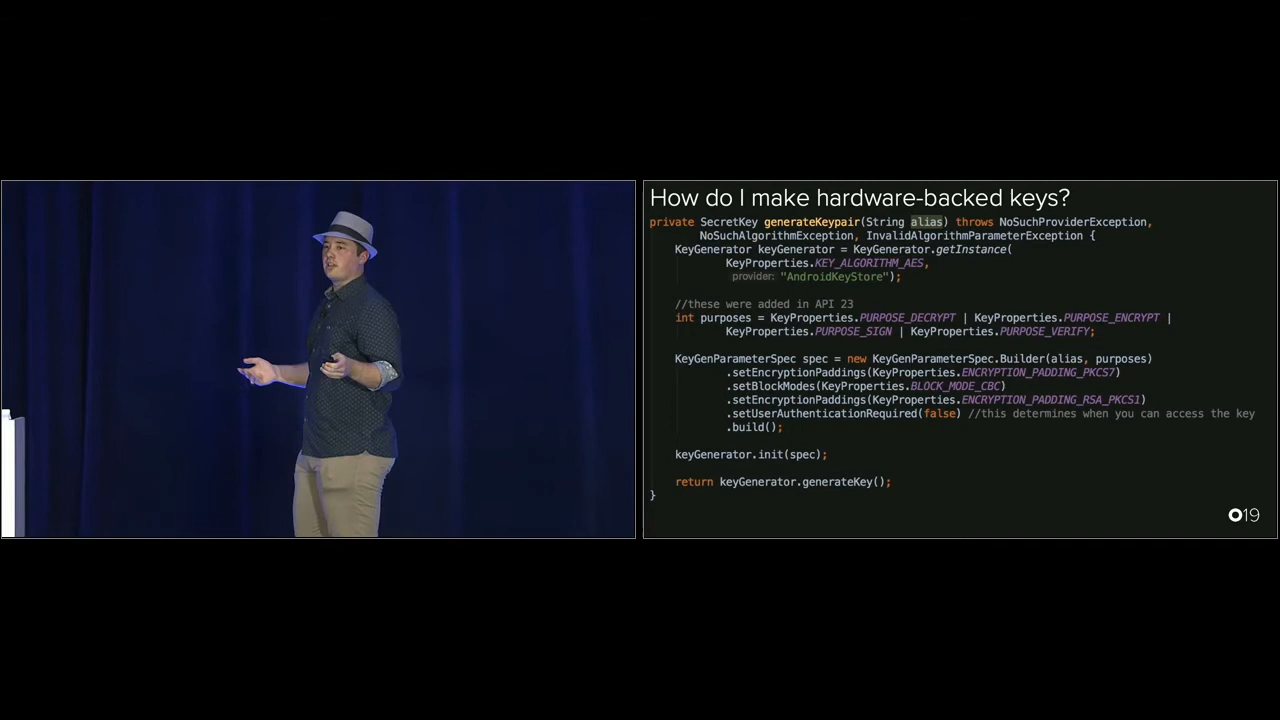 How do I make hardware-backed keys?
private SecretKey generateKeypair(String alias) throws NoSuchProviderException,
NoSuchAlgorithmException, InvalidAlgorithmParameterException {
KeyGenerator keyGenerator = KeyGenerator.getInstance(
KeyProperties.KEY_ALGORITHM_AES,
provider: "AndroidKeyStore");
//these were added in API 23
int purposes = KeyProperties.PURPOSE_DECRYPT | KeyProperties.PURPOSE_ENCRYPT |
KeyProperties.PURPOSE_SIGN | KeyProperties.PURPOSE_VERIFY;
KeyGenParameterSpec spec = new KeyGenParameterSpec.Builder(alias, purposes)
.setEncryptionPaddings(KeyProperties.ENCRYPTION_PADDING_PKCS7)
.setBlockModes(KeyProperties.BLOCK_MODE_CBC)
.setEncryptionPaddings(KeyProperties.ENCRYPTION_PADDING_RSA_PKCS1)
.setUserAuthenticationRequired(false) //this determines when you can access the key
.build();
keyGenerator.init(spec);
return keyGenerator.generateKey();
}
19